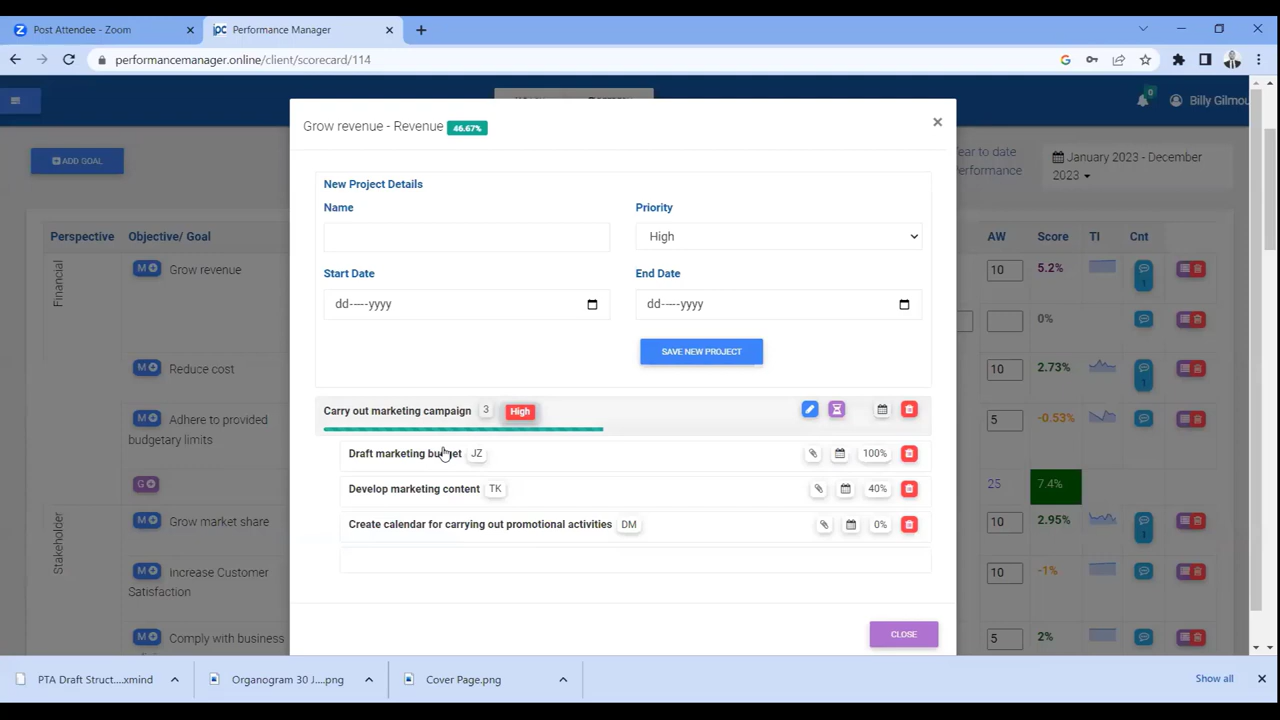 Post Attendee - Zoom
Performance Manager
performancemanager.online/client/scorecard/114
0
Billy Gilmou
Grow revenue - Revenue 46.67%
ADD GOAL
Year to date
Performance
January 2023 - December
2023
New Project Details
Name
Priority
High
Start Date
End Date
dd----yyyy
dd----yyyy
SAVE NEW PROJECT
Perspective Objective/ Goal
AW Score TI Cnt
Financial
M Grow revenue
10 5.2% 1
0%
M Reduce cost
10 2.73% 1
M Adhere to provided
budgetary limits
5 -0.53%
G
25 7.4%
Stakeholder
M Grow market share
10 2.95% 1
M Increase Customer
Satisfaction
10 -1%
M Comply with business
5 2%
Carry out marketing campaign 3 High
Draft marketing budget JZ 100%
Develop marketing content TK 40%
Create calendar for carrying out promotional activities DM 0%
CLOSE
PTA Draft Struct....xmind
Organogram 30 J....png
Cover Page.png
Show all